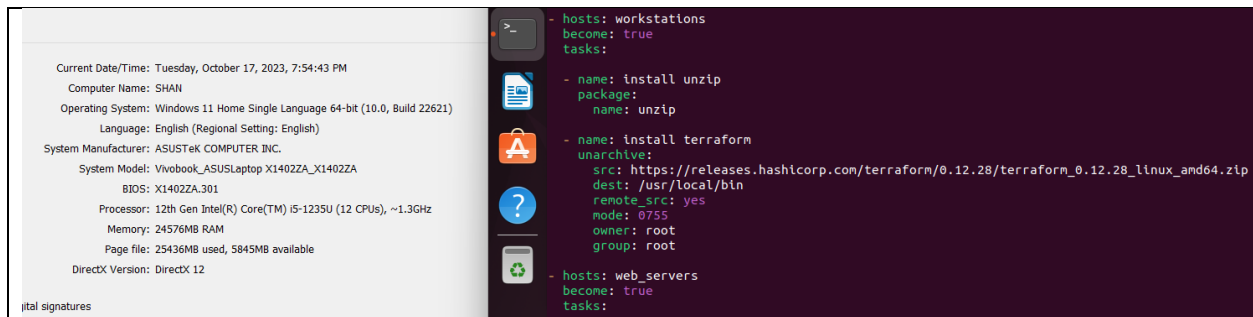 Current Date/Time: Tuesday, October 17, 2023, 7:54:43 PM
Computer Name: SHAN
Operating System: Windows 11 Home Single Language 64-bit (10.0, Build 22621)
Language: English (Regional Setting: English)
System Manufacturer: ASUSTeK COMPUTER INC.
System Model: Vivobook_ASUSLaptop X1402ZA_X1402ZA
BIOS: X1402ZA.301
Processor: 12th Gen Intel(R) Core(TM) i5-1235U (12 CPUs), ~1.3GHz
Memory: 24576MB RAM
Page file: 25436MB used, 5845MB available
DirectX Version: DirectX 12
ital signatures
- hosts: workstations
become: true
tasks:
- name: install unzip
package:
name: unzip
- name: install terraform
unarchive:
src: https://releases.hashicorp.com/terraform/0.12.28/terraform_0.12.28_linux_amd64.zip
dest: /usr/local/bin
remote_src: yes
mode: 0755
owner: root
group: root
- hosts: web_servers
become: true
tasks: